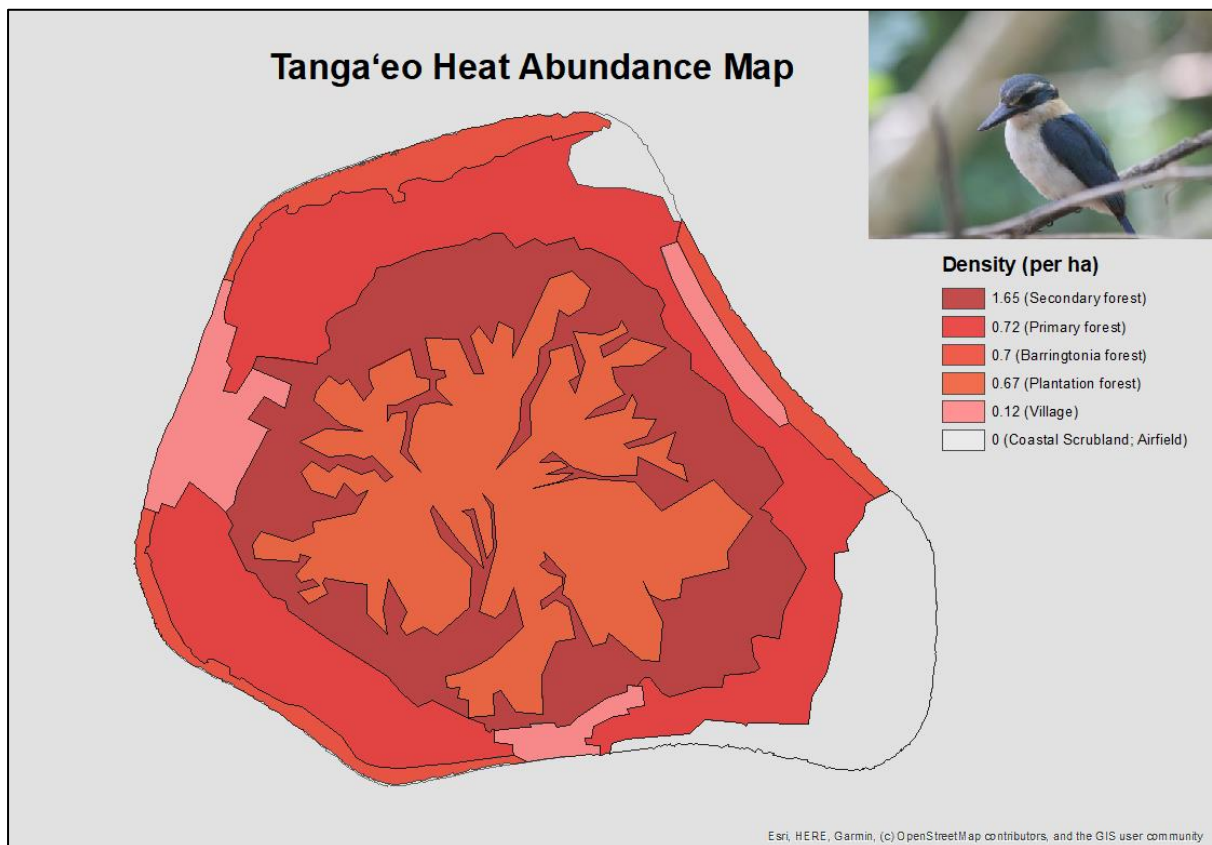 Tanga‘eo Heat Abundance Map
Density (per ha)
1.65 (Secondary forest)
0.72 (Primary forest)
0.7 (Barringtonia forest)
0.67 (Plantation forest)
0.12 (Village)
0 (Coastal Scrubland; Airfield)
Esri, HERE, Garmin, (c) OpenStreetMap contributors, and the GIS user community